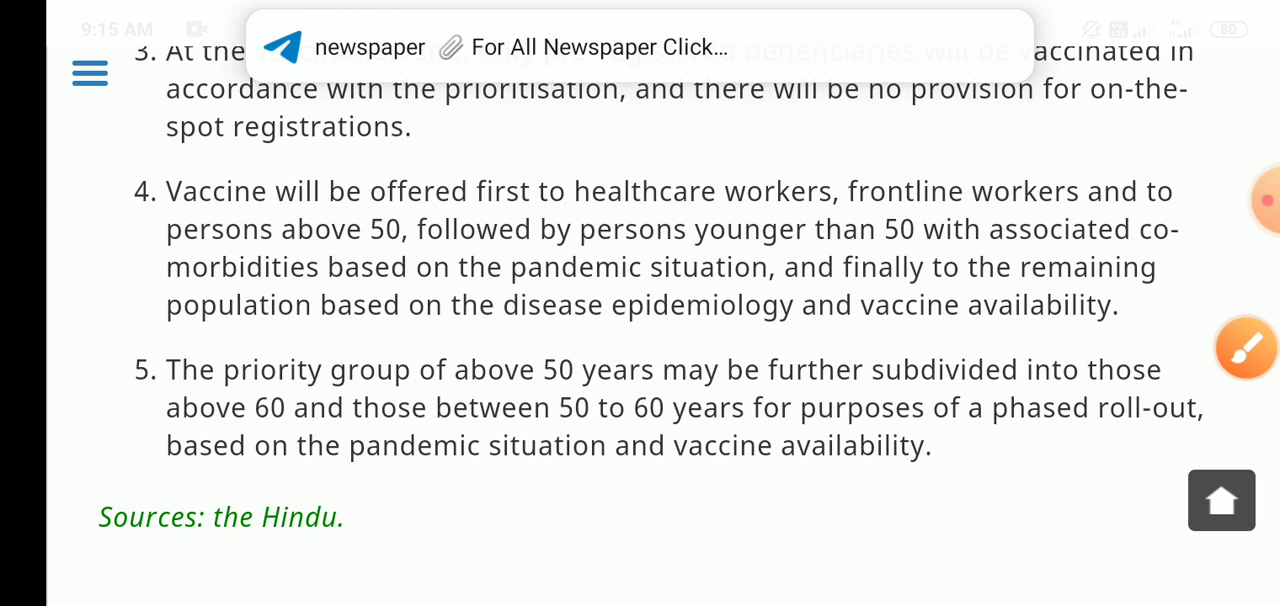 9:15 AM
80
newspaper For All Newspaper Click...
3. At the beneficiaries will be vaccinated in
accordance with the prioritisation, and there will be no provision for on-the-
spot registrations.
4. Vaccine will be offered first to healthcare workers, frontline workers and to
persons above 50, followed by persons younger than 50 with associated co-
morbidities based on the pandemic situation, and finally to the remaining
population based on the disease epidemiology and vaccine availability.
5. The priority group of above 50 years may be further subdivided into those
above 60 and those between 50 to 60 years for purposes of a phased roll-out,
based on the pandemic situation and vaccine availability.
Sources: the Hindu.